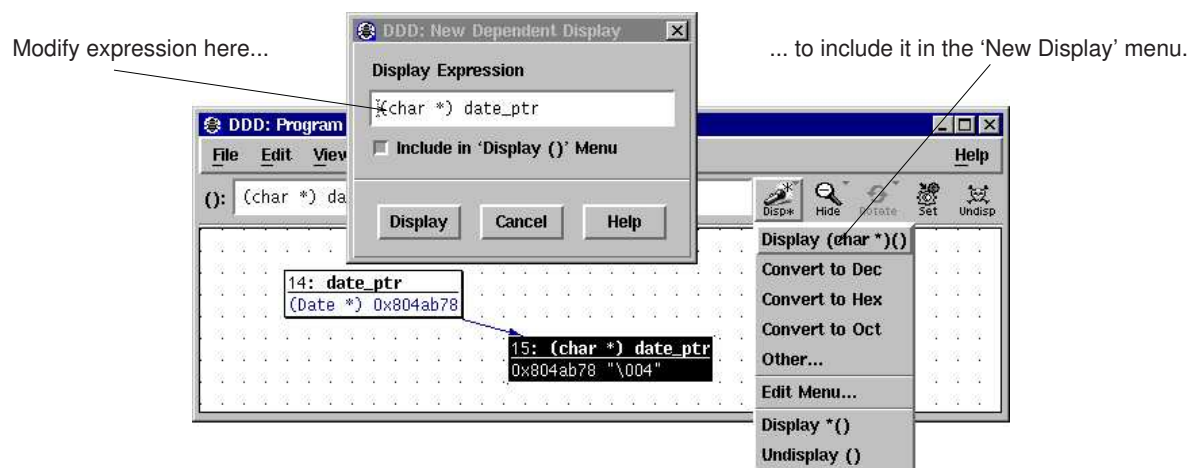 DDD: New Dependent Display
Modify expression here...
... to include it in the ‘New Display’ menu.
Display Expression
(char *) date_ptr
Include in ‘Display ()’ Menu
Display Cancel Help
DDD: Program
File Edit View Help
(): (char *) da
Disp* Hide Rotate Set Undisp
Display (char *)()
Convert to Dec
Convert to Hex
Convert to Oct
Other...
Edit Menu...
Display *()
Undisplay ()
14: date_ptr
(Date *) 0x804ab78
15: (char *) date_ptr
0x804ab78 "\004"